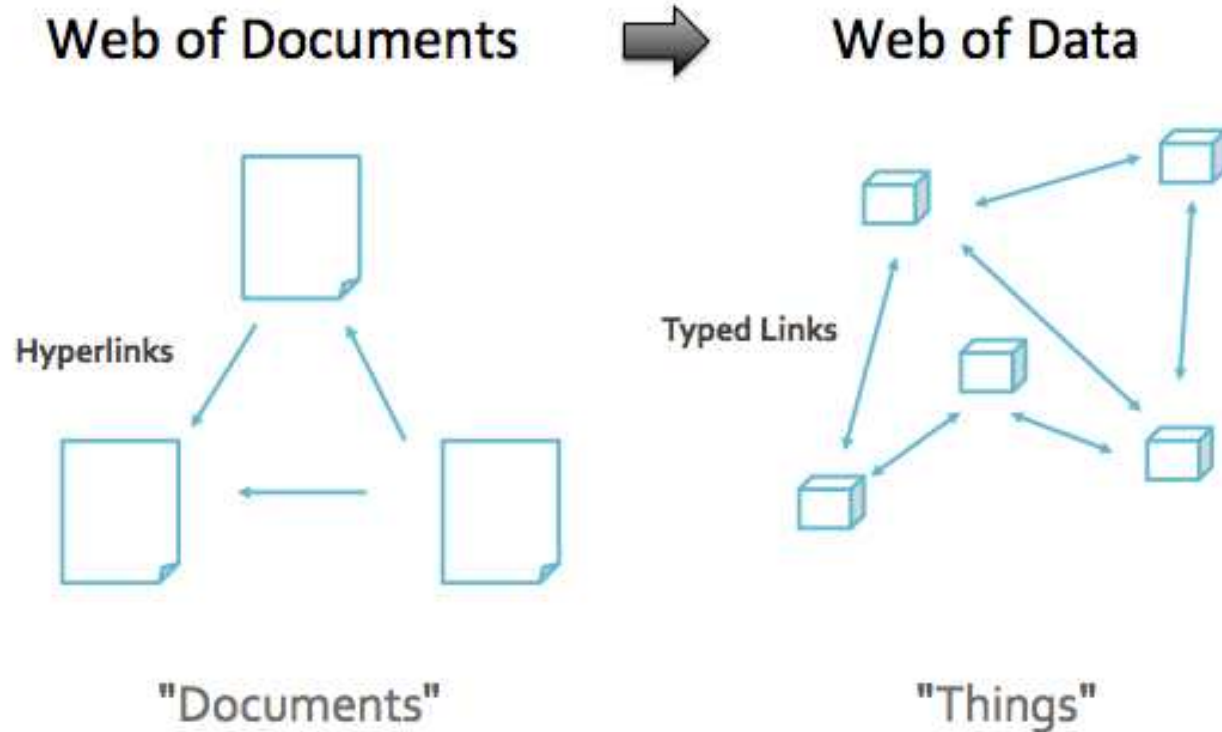 Web of Documents
Web of Data
Hyperlinks
Typed Links
"Documents"
"Things"